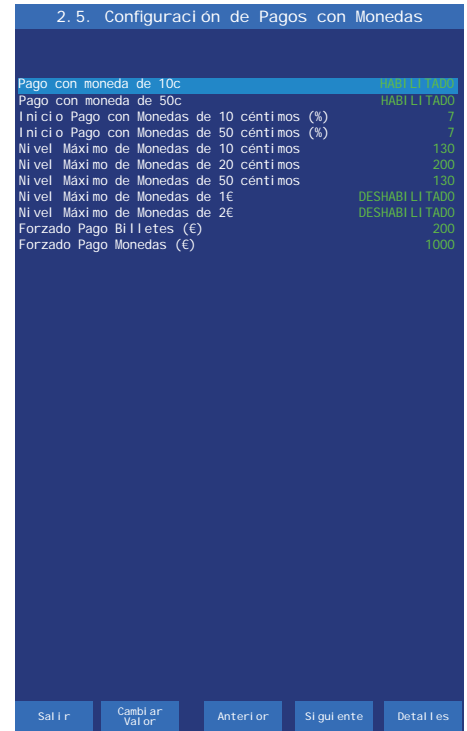 2.5. Configuración de Pagos con Monedas
Pago con moneda de 10c HABILITADO
Pago con moneda de 50c HABILITADO
Inicio Pago con Monedas de 10 céntimos (%) 7
Inicio Pago con Monedas de 50 céntimos (%) 7
Nivel Máximo de Monedas de 10 céntimos 130
Nivel Máximo de Monedas de 20 céntimos 200
Nivel Máximo de Monedas de 50 céntimos 130
Nivel Máximo de Monedas de 1€ DESHABILITADO
Nivel Máximo de Monedas de 2€ DESHABILITADO
Forzado Pago Billetes (€) 200
Forzado Pago Monedas (€) 1000
Salir Cambiar Valor Anterior Siguiente Detalles